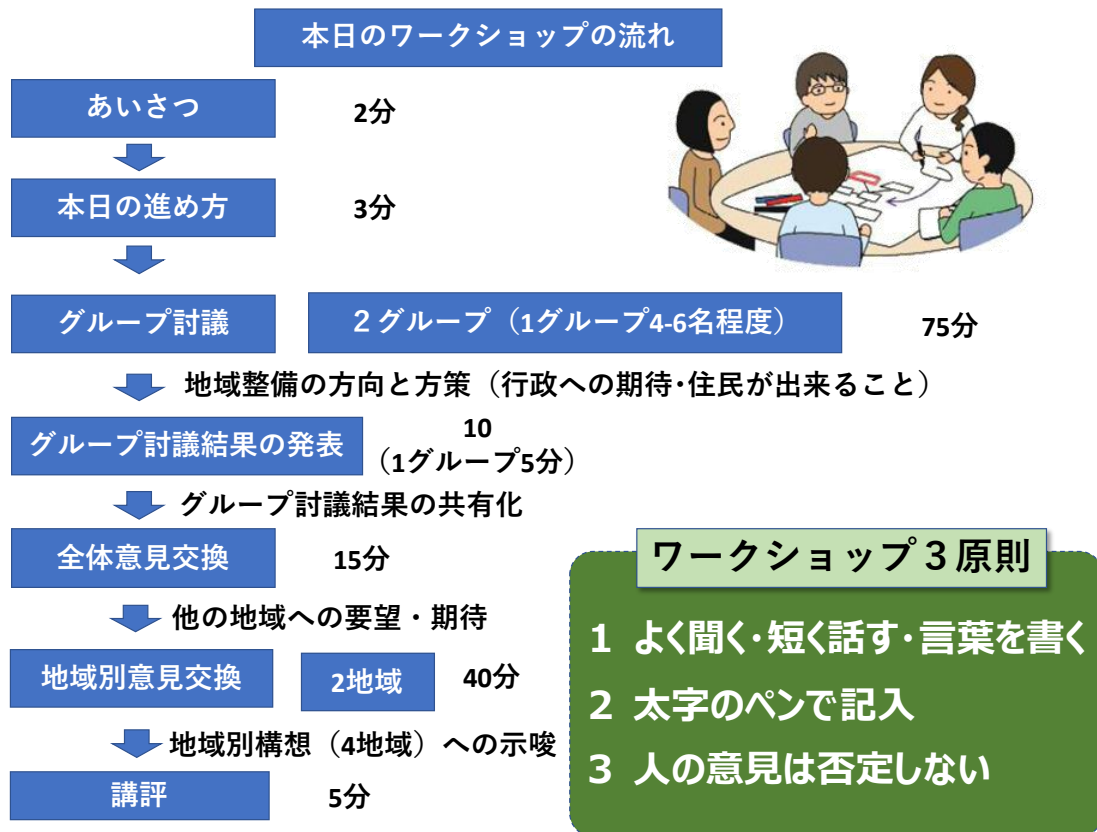 本日のワークショップの流れ
あいさつ 2分
本日の進め方 3分
グループ討議 2グループ（1グループ4-6名程度） 75分
地域整備の方向と方策（行政への期待・住民が出来ること）
グループ討議結果の発表 10
（1グループ5分）
グループ討議結果の共有化
全体意見交換 15分
他の地域への要望・期待
地域別意見交換 2地域 40分
地域別構想（4地域）への示唆
講評 5分
ワークショップ３原則
1 よく聞く・短く話す・言葉を書く
2 太字のペンで記入
3 人の意見は否定しない